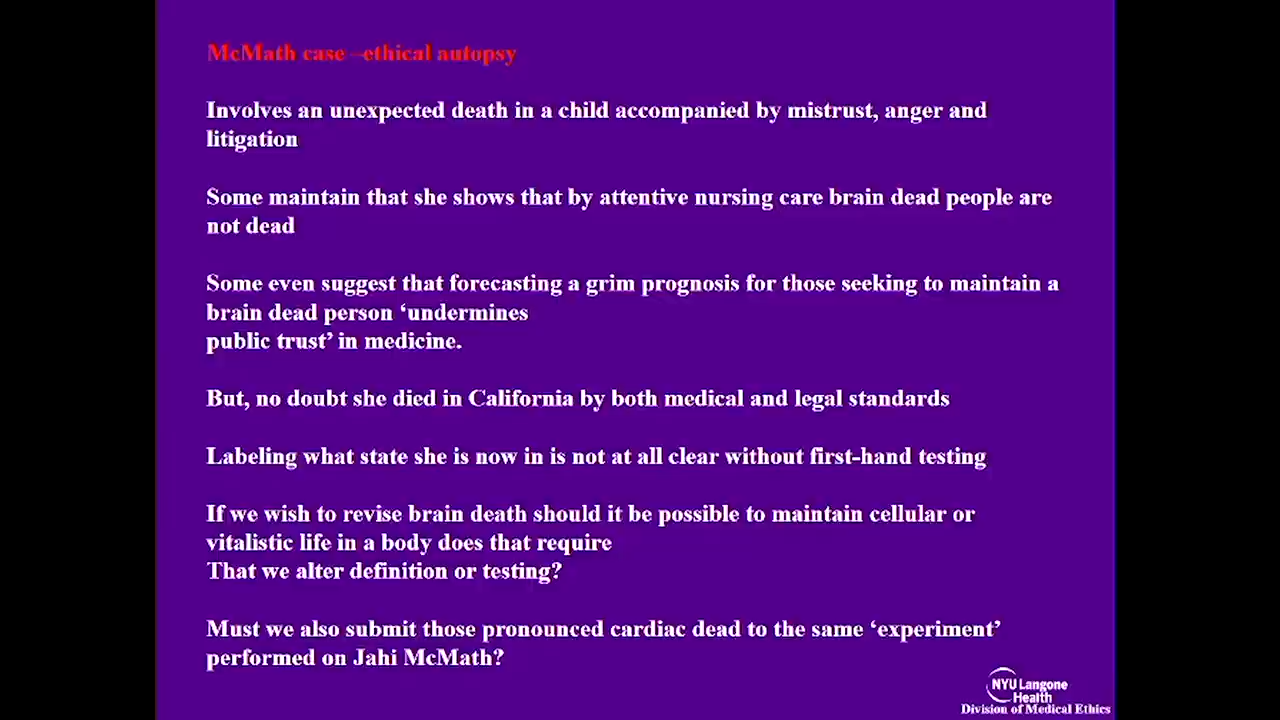 McMath case –ethical autopsy
Involves an unexpected death in a child accompanied by mistrust, anger and
litigation
Some maintain that she shows that by attentive nursing care brain dead people are
not dead
Some even suggest that forecasting a grim prognosis for those seeking to maintain a
brain dead person ‘undermines
public trust’ in medicine.
But, no doubt she died in California by both medical and legal standards
Labeling what state she is now in is not at all clear without first-hand testing
If we wish to revise brain death should it be possible to maintain cellular or
vitalistic life in a body does that require
That we alter definition or testing?
Must we also submit those pronounced cardiac dead to the same ‘experiment’
performed on Jahi McMath?
NYU Langone
Health
Division of Medical Ethics